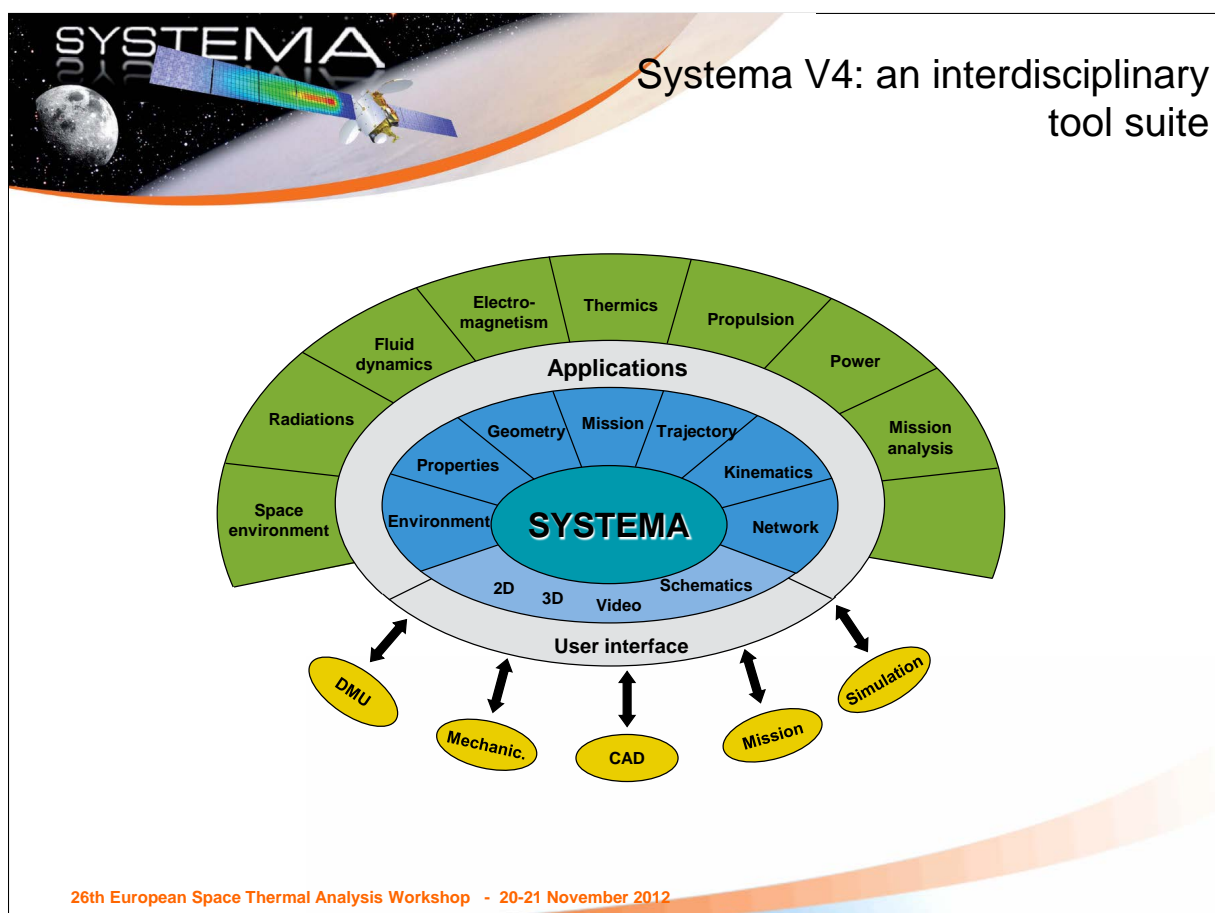 SYSTEMA
Systema V4: an interdisciplinary
tool suite
Electro-
magnetism
Thermics
Propulsion
Fluid
dynamics
Power
Applications
Radiations
Mission
analysis
Geometry
Mission
Trajectory
Properties
Kinematics
Space
environment
Environment
SYSTEMA
Network
2D
3D
Video
Schematics
User interface
DMU
Mechanic.
CAD
Mission
Simulation
26th European Space Thermal Analysis Workshop - 20-21 November 2012